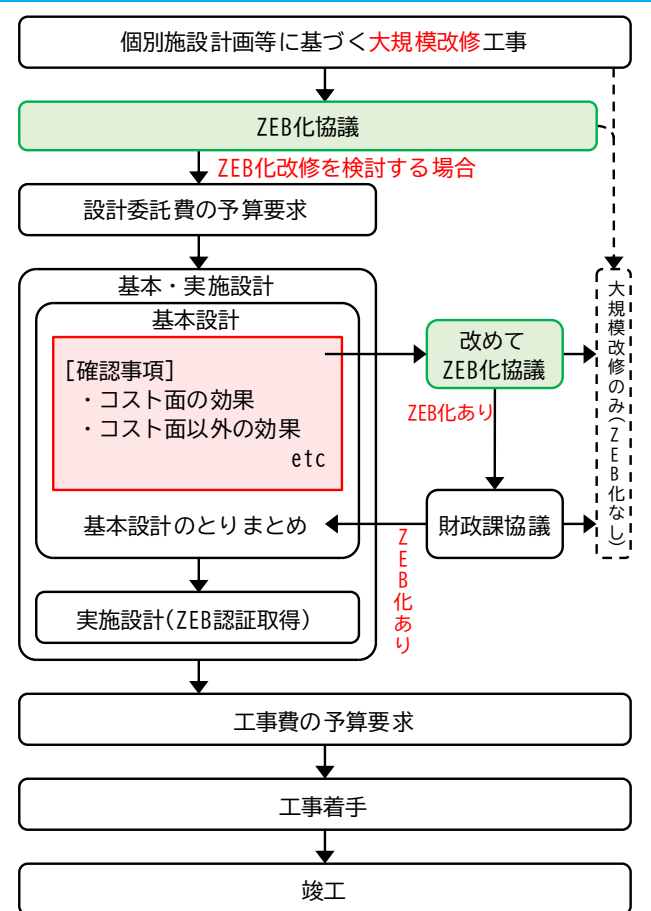 個別施設計画等に基づく大規模改修工事
ZEB化協議
ZEB化改修を検討する場合
設計委託費の予算要求
基本・実施設計
基本設計
[確認事項]
・コスト面の効果
・コスト面以外の効果
etc
改めて
ZEB化協議
ZEB化あり
大規模改修のみ(ZEB化なし)
基本設計のとりまとめ
財政課協議
ZEB化あり
実施設計(ZEB認証取得)
工事費の予算要求
工事着手
竣工